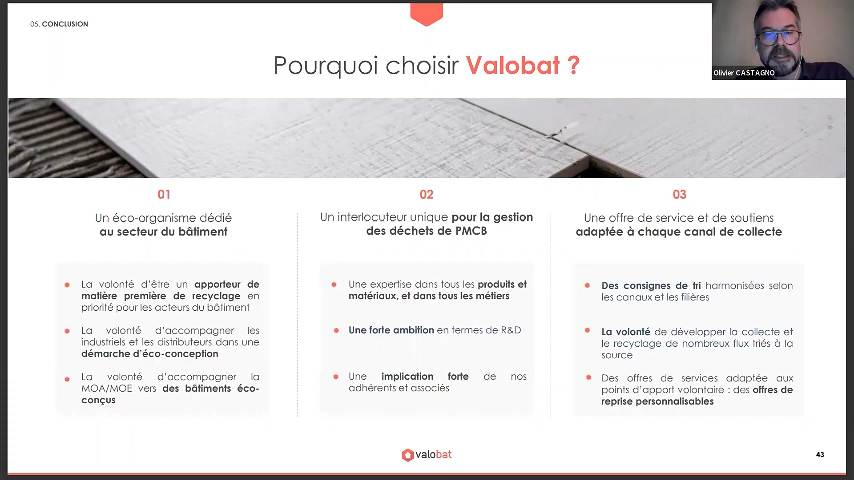 05. CONCLUSION
Olivier CASTAGNO
Pourquoi choisir Valobat ?
01
Un éco-organisme dédié
au secteur du bâtiment
La volonté d'être un apporteur de
matière première de recyclage en
priorité pour les acteurs du bâtiment
La volonté d'accompagner les
industriels et les distributeurs dans une
démarche d'éco-conception
La volonté d'accompagner la
MOA/MOE vers des bâtiments éco-
conçus
02
Un interlocuteur unique pour la gestion
des déchets de PMCB
Une expertise dans tous les produits et
matériaux, et dans tous les métiers
Une forte ambition en termes de R&D
Une implication forte de nos
adhérents et associés
03
Une offre de service et de soutiens
adaptée à chaque canal de collecte
Des consignes de tri harmonisées selon
les canaux et les filières
La volonté de développer la collecte et
le recyclage de nombreux flux triés à la
source
Des offres de services adaptée aux
points d'apport volontaire : des offres de
reprise personnalisables
valobat
43